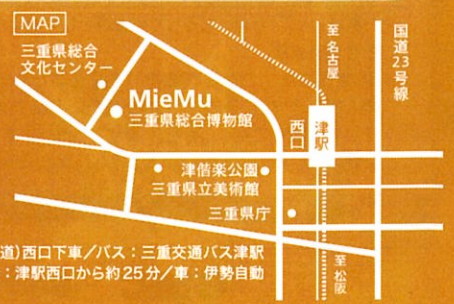 MAP
三重県総合
文化センター
MieMu
三重県総合博物館
至 名古屋
国道23号線
西口
津駅
津偕楽公園
三重県立美術館
三重県庁
至 松阪
道)西口下車／バス：三重交通バス津駅
：津駅西口から約25分／車：伊勢自動